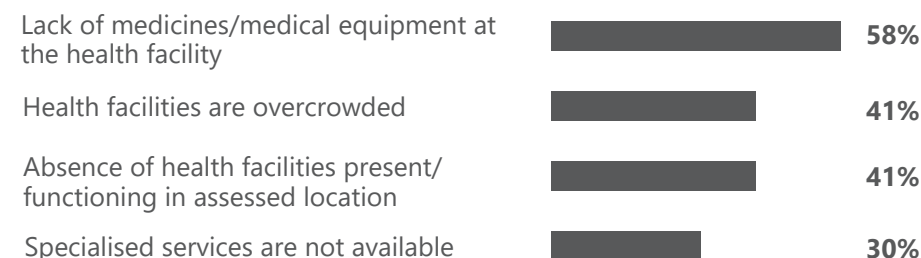 Lack of medicines/medical equipment at
the health facility
58%
Health facilities are overcrowded
41%
Absence of health facilities present/
functioning in assessed location
41%
Specialised services are not available
30%